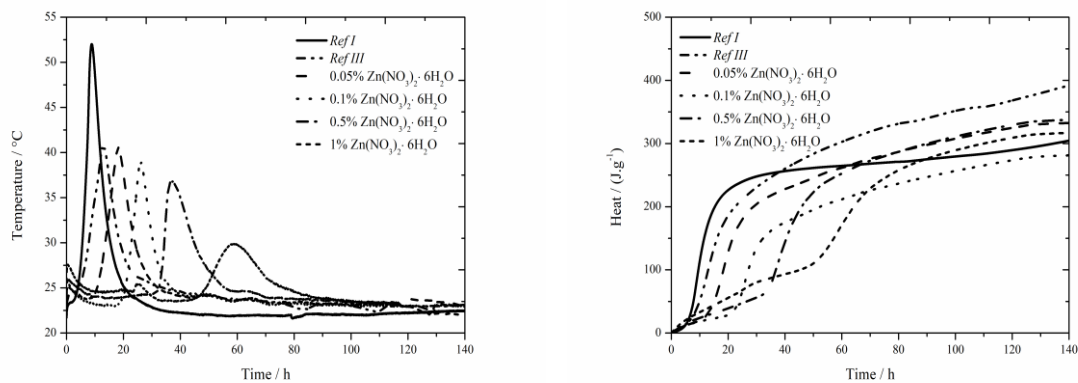 55
50
45
40
35
30
25
20
0 20 40 60 80 100 120 140
Temperature / °C
Time / h
Ref I
Ref III
0.05% Zn(NO₃)₂· 6H₂O
0.1% Zn(NO₃)₂· 6H₂O
0.5% Zn(NO₃)₂· 6H₂O
1% Zn(NO₃)₂· 6H₂O
500
400
300
200
100
0
0 20 40 60 80 100 120 140
Heat / (J.g⁻¹)
Time / h
Ref I
Ref III
0.05% Zn(NO₃)₂· 6H₂O
0.1% Zn(NO₃)₂· 6H₂O
0.5% Zn(NO₃)₂· 6H₂O
1% Zn(NO₃)₂· 6H₂O